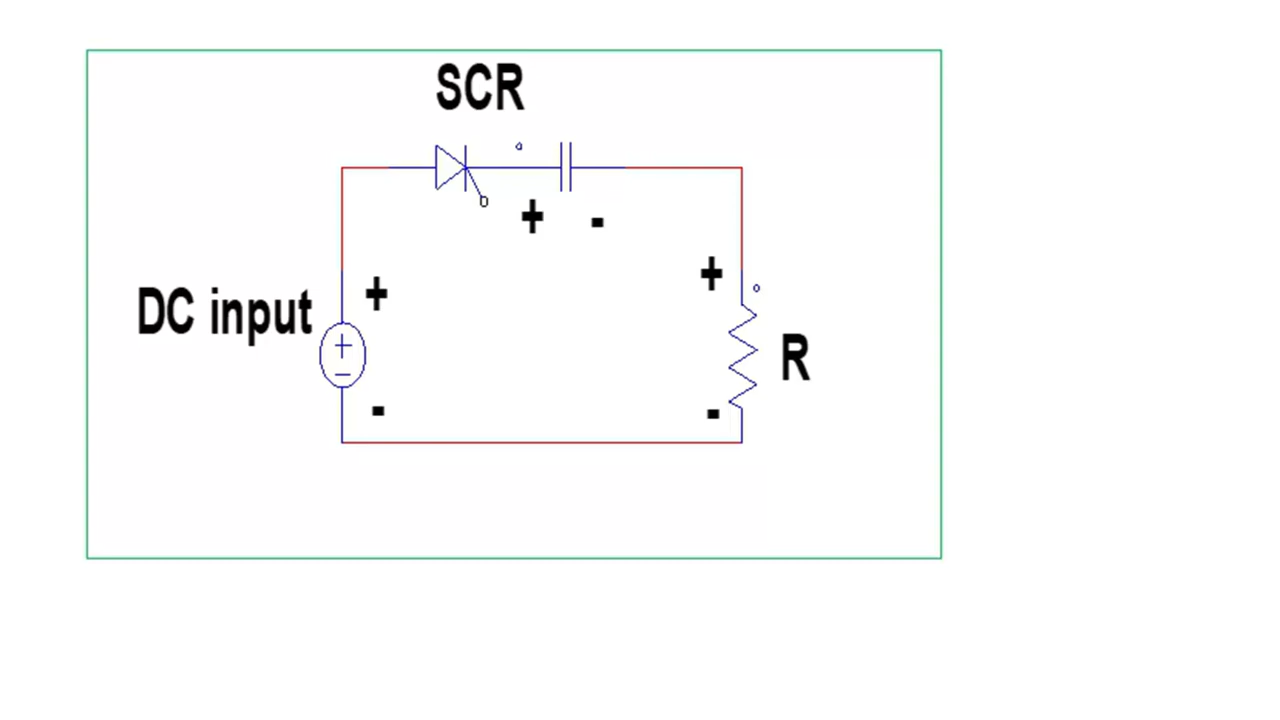 SCR
+ -
DC input
+
-
+
-
R